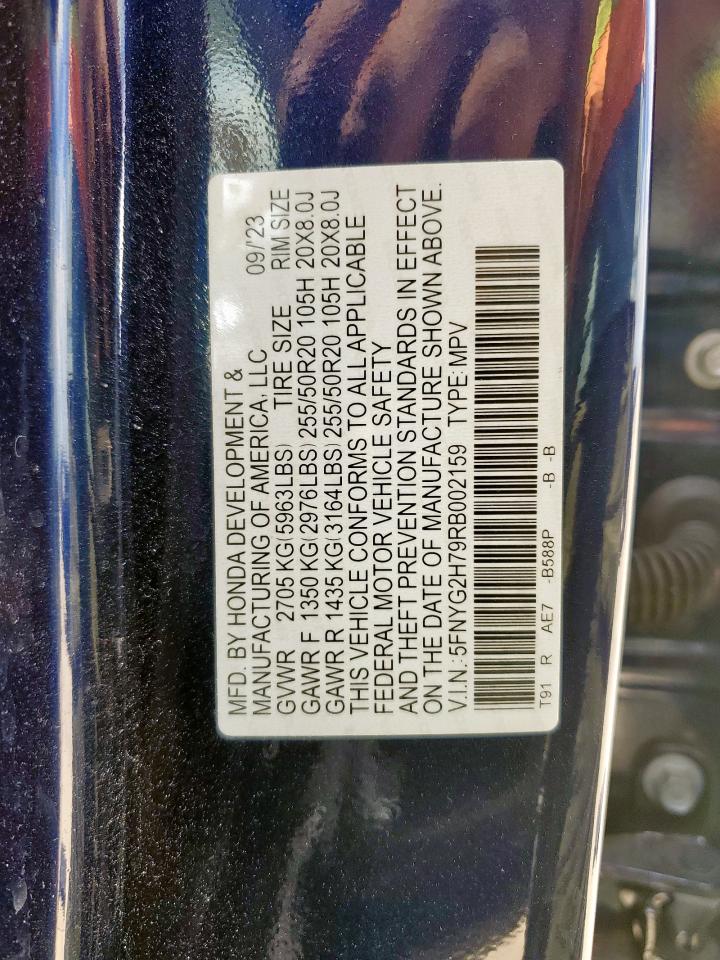 MFD. BY HONDA DEVELOPMENT &
MANUFACTURING OF AMERICA, LLC 09/'23
GVWR 2705 KG(5963LBS) TIRE SIZE RIM SIZE
GAWR F 1350 KG(2976LBS) 255/50R20 105H 20X8.0J
GAWR R 1435 KG(3164LBS) 255/50R20 105H 20X8.0J
THIS VEHICLE CONFORMS TO ALL APPLICABLE
FEDERAL MOTOR VEHICLE SAFETY
AND THEFT PREVENTION STANDARDS IN EFFECT
ON THE DATE OF MANUFACTURE SHOWN ABOVE.
V.I.N.: 5FNYG2H79RB002159 TYPE: MPV
T91 R AE7 -B588P -B -B